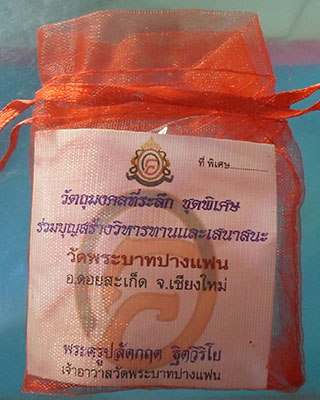 ที่ พิเศษ................
วัตถุมงคลที่ระลึก ชุดพิเศษ
ร่วมบุญสร้างวิหารทานและเสนาสนะ
วัดพระบาทปางแฟน
อ.ดอยสะเก็ด จ.เชียงใหม่
พระครูปลัดกฤต ฐิตวิริโย
เจ้าอาวาสวัดพระบาทปางแฟน